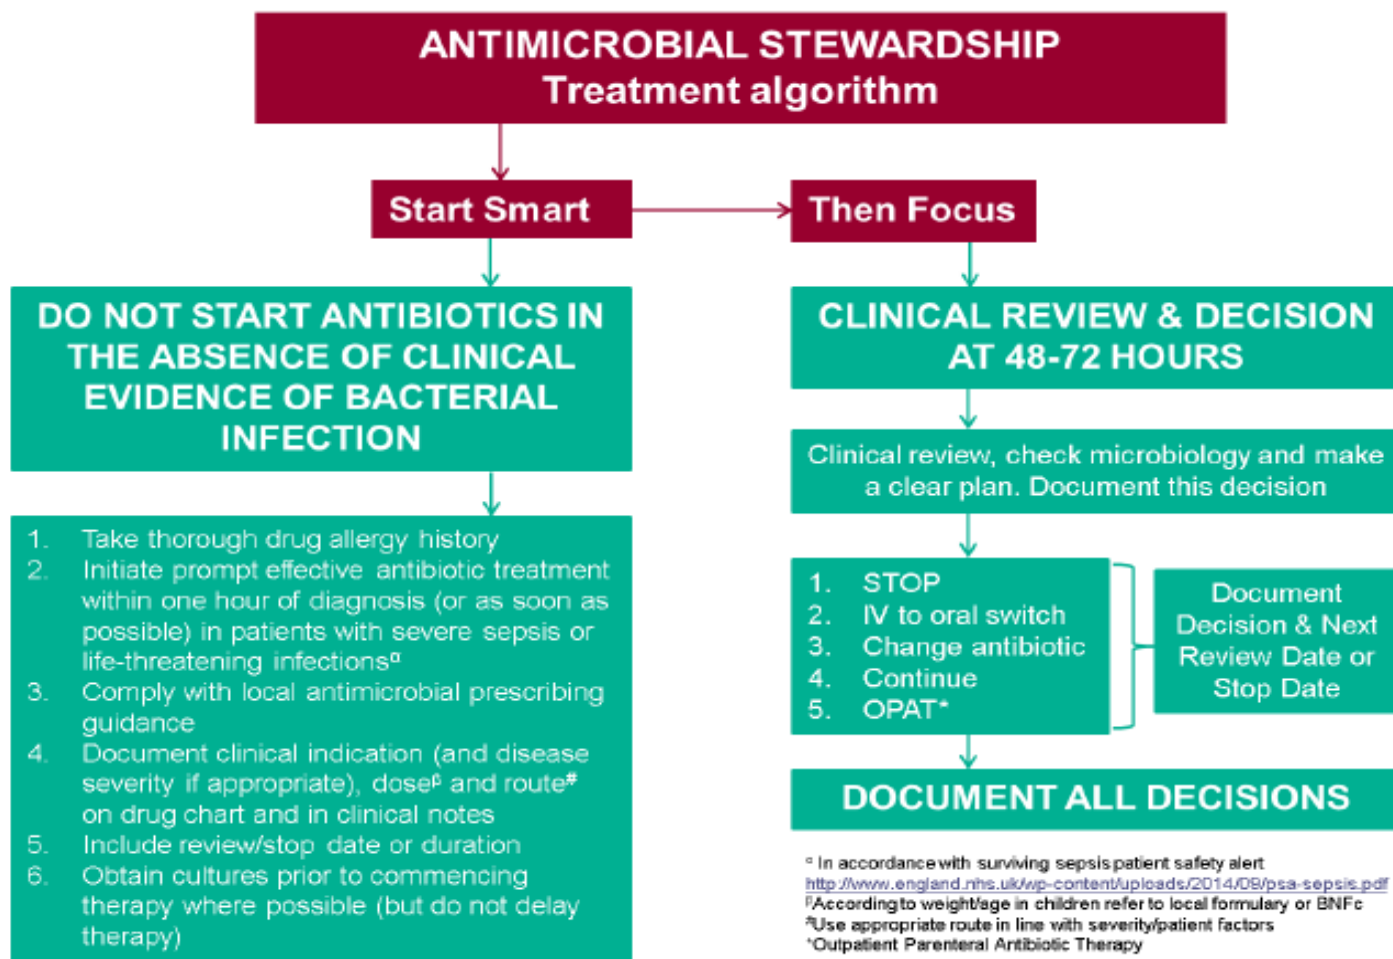 ANTIMICROBIAL STEWARDSHIP
Treatment algorithm
Start Smart
DO NOT START ANTIBIOTICS IN
THE ABSENCE OF CLINICAL
EVIDENCE OF BACTERIAL
INFECTION
1. Take thorough drug allergy history
2. Initiate prompt effective antibiotic treatment
within one hour of diagnosis (or as soon as
possible) in patients with severe sepsis or
life-threatening infectionsα
3. Comply with local antimicrobial prescribing
guidance
4. Document clinical indication (and disease
severity if appropriate), doseβ and route#
on drug chart and in clinical notes
5. Include review/stop date or duration
6. Obtain cultures prior to commencing
therapy where possible (but do not delay
therapy)
Then Focus
CLINICAL REVIEW & DECISION
AT 48-72 HOURS
Clinical review, check microbiology and make
a clear plan. Document this decision
1. STOP
2. IV to oral switch
3. Change antibiotic
4. Continue
5. OPAT*
Document
Decision & Next
Review Date or
Stop Date
DOCUMENT ALL DECISIONS
α In accordance with surviving sepsis patient safety alert
http://www.england.nhs.uk/wp-content/uploads/2014/09/psa-sepsis.pdf
βAccording to weight/age in children refer to local formulary or BNFc
#Use appropriate route in line with severity/patient factors
*Outpatient Parenteral Antibiotic Therapy